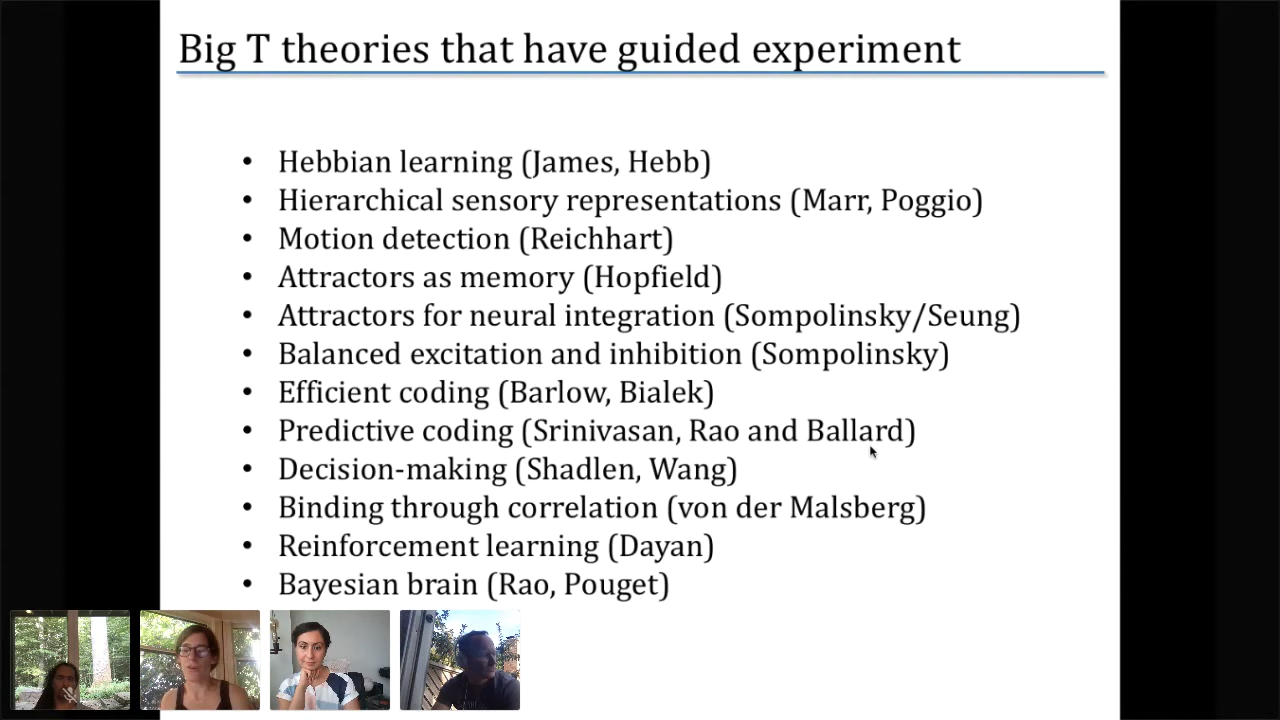 Big T theories that have guided experiment
• Hebbian learning (James, Hebb)
• Hierarchical sensory representations (Marr, Poggio)
• Motion detection (Reichhart)
• Attractors as memory (Hopfield)
• Attractors for neural integration (Sompolinsky/Seung)
• Balanced excitation and inhibition (Sompolinsky)
• Efficient coding (Barlow, Bialek)
• Predictive coding (Srinivasan, Rao and Ballard)
• Decision-making (Shadlen, Wang)
• Binding through correlation (von der Malsberg)
• Reinforcement learning (Dayan)
• Bayesian brain (Rao, Pouget)